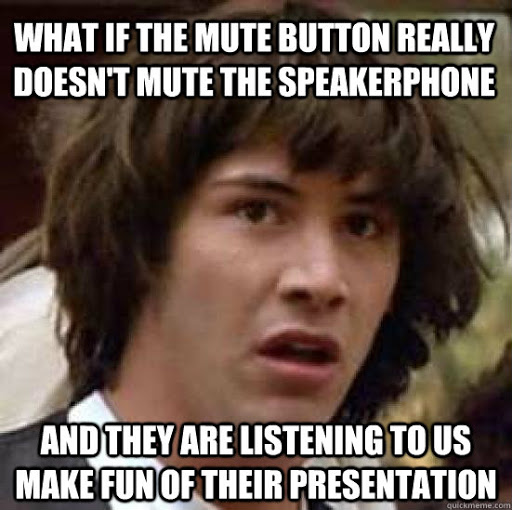 WHAT IF THE MUTE BUTTON REALLY
DOESN'T MUTE THE SPEAKERPHONE
AND THEY ARE LISTENING TO US
MAKE FUN OF THEIR PRESENTATION
quickmeme.com